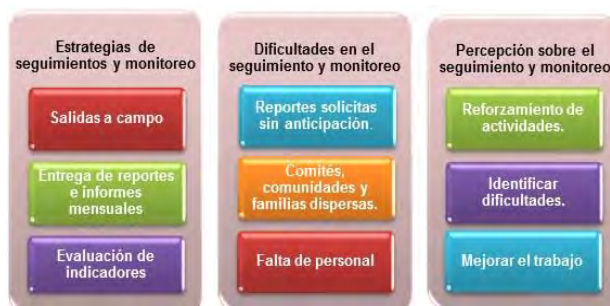 Estrategias de
seguimientos y monitoreo
Salidas a campo
Entrega de reportes
e informes
mensuales
Evaluación de
indicadores
Dificultades en el
seguimiento y monitoreo
Reportes solicitas
sin anticipación.
Comités,
comunidades y
familias dispersas.
Falta de personal
Percepción sobre el
seguimiento y monitoreo
Reforzamiento de
actividades.
Identificar
dificultades.
Mejorar el trabajo